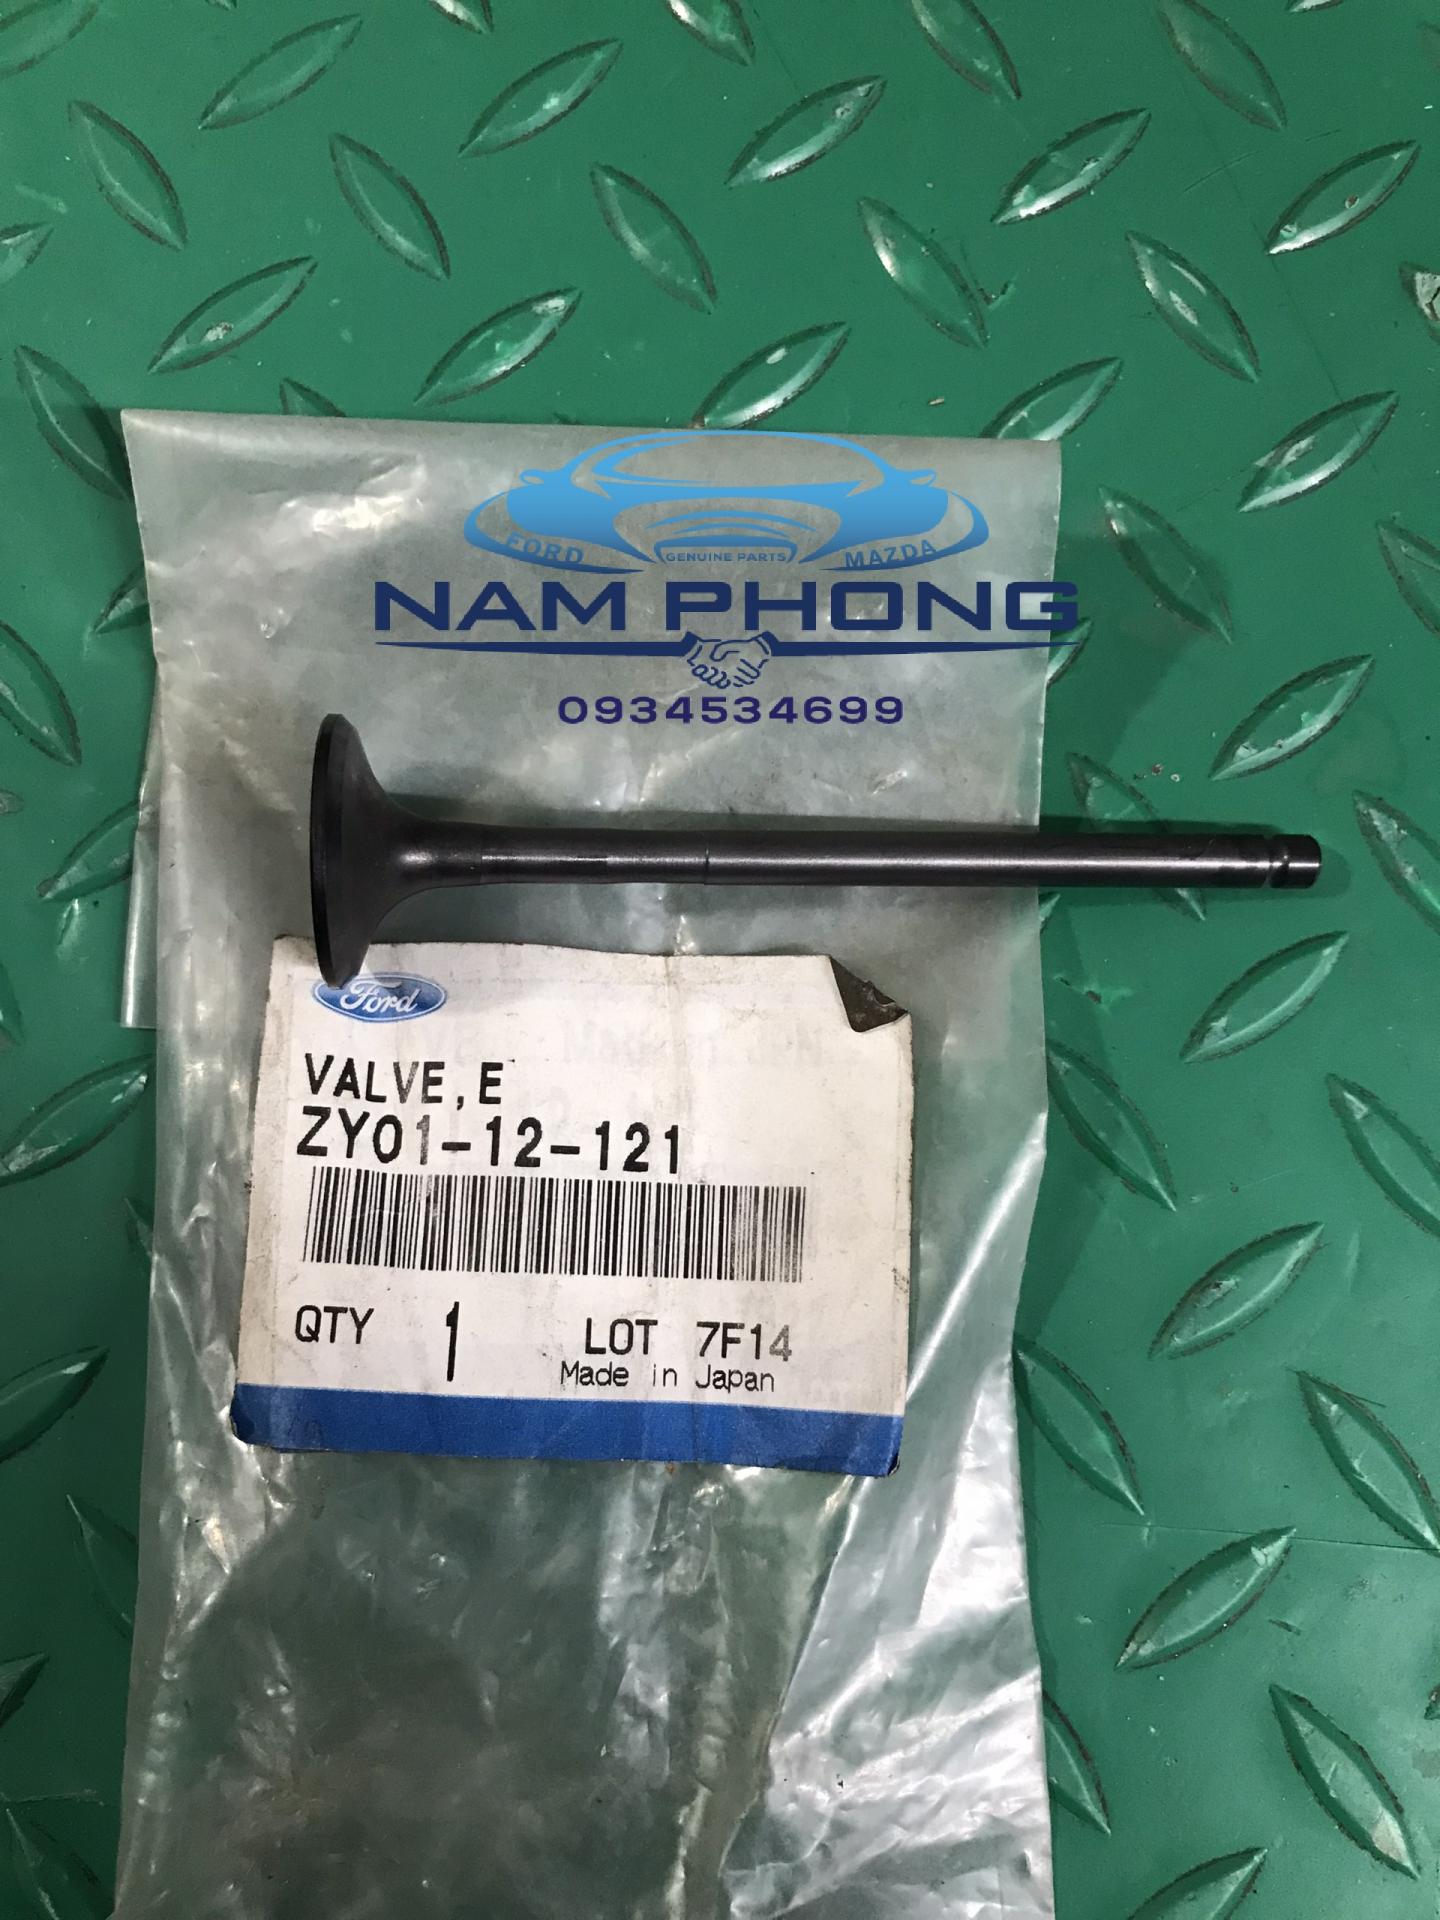 FORD
GENUINE PARTS
MAZDA
NAM PHONG
0934534699
Ford
VALVE,E
ZY01-12-121
QTY 1 LOT 7F14
Made in Japan